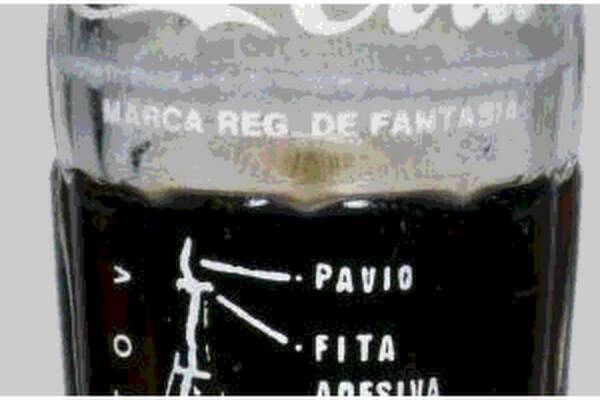 MARCA REG. DE FANTASIA
PAVIO
V
O
FITA
ADESIVA